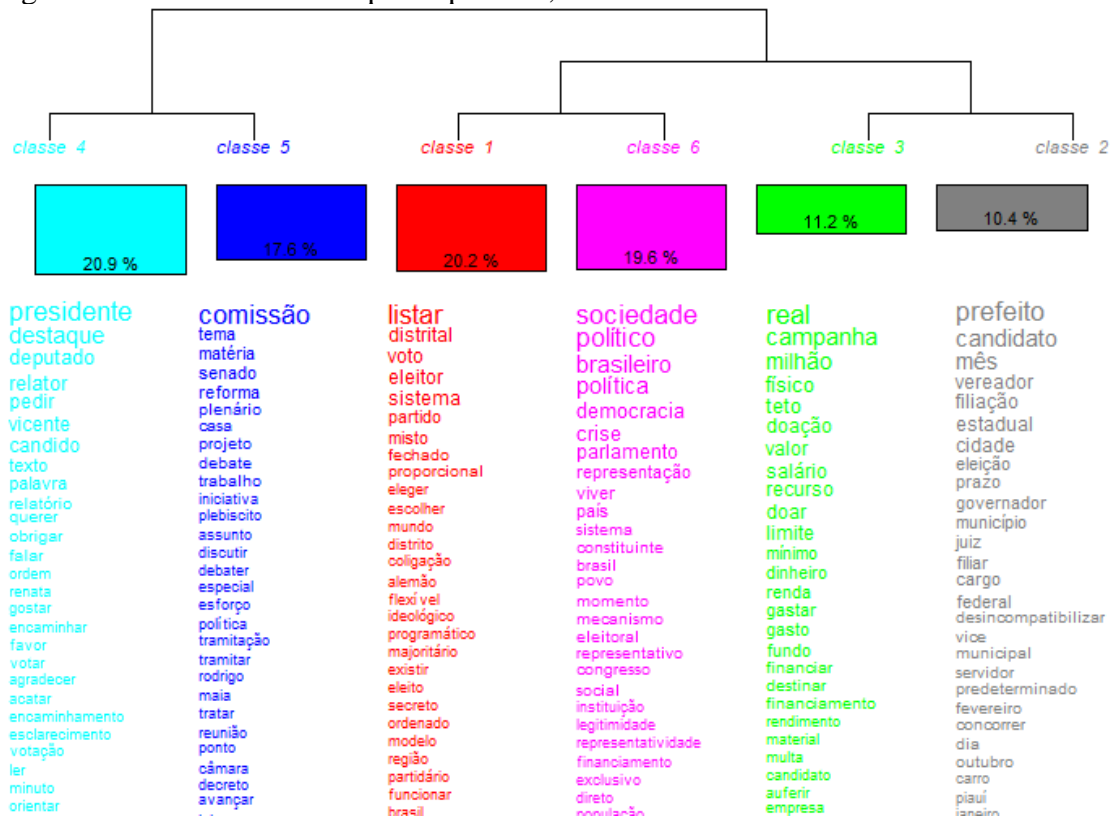 classe 4 classe 5 classe 1 classe 6 classe 3 classe 2
20.9 % 17.6 % 20.2 % 19.6 % 11.2 % 10.4 %
presidente
destaque
deputado
relator
pedir
vicente
candido
texto
palavra
relatório
querer
obrigar
falar
ordem
renata
gostar
encaminhar
favor
votar
agradecer
acatar
encaminhamento
esclarecimento
votação
ler
minuto
orientar
comissão
tema
matéria
senado
reforma
plenário
casa
projeto
debate
trabalho
iniciativa
plebiscito
assunto
discutir
debater
especial
esforço
política
tramitação
tramitar
rodrigo
maia
tratar
reunião
ponto
câmara
decreto
avançar
listar
distrital
voto
eleitor
sistema
partido
misto
fechado
proporcional
eleger
escolher
mundo
distrito
coligação
alemão
flexível
ideológico
programático
majoritário
existir
eleito
secreto
ordenado
modelo
região
partidário
funcionar
brasil
sociedade
político
brasileiro
política
democracia
crise
parlamento
representação
viver
país
sistema
constituinte
brasil
povo
momento
mecanismo
eleitoral
representativo
congresso
social
instituição
legitimidade
representatividade
financiamento
exclusivo
direto
população
real
campanha
milhão
físico
teto
doação
valor
salário
recurso
doar
limite
mínimo
dinheiro
renda
gastar
gasto
fundo
financiar
destinar
financiamento
rendimento
material
multa
candidato
auferir
empresa
prefeito
candidato
mês
vereador
filiação
estadual
cidade
eleição
prazo
governador
município
juiz
filiar
cargo
federal
desincompatibilizar
vice
municipal
servidor
predeterminado
fevereiro
concorrer
dia
outubro
carro
piauí
janeiro